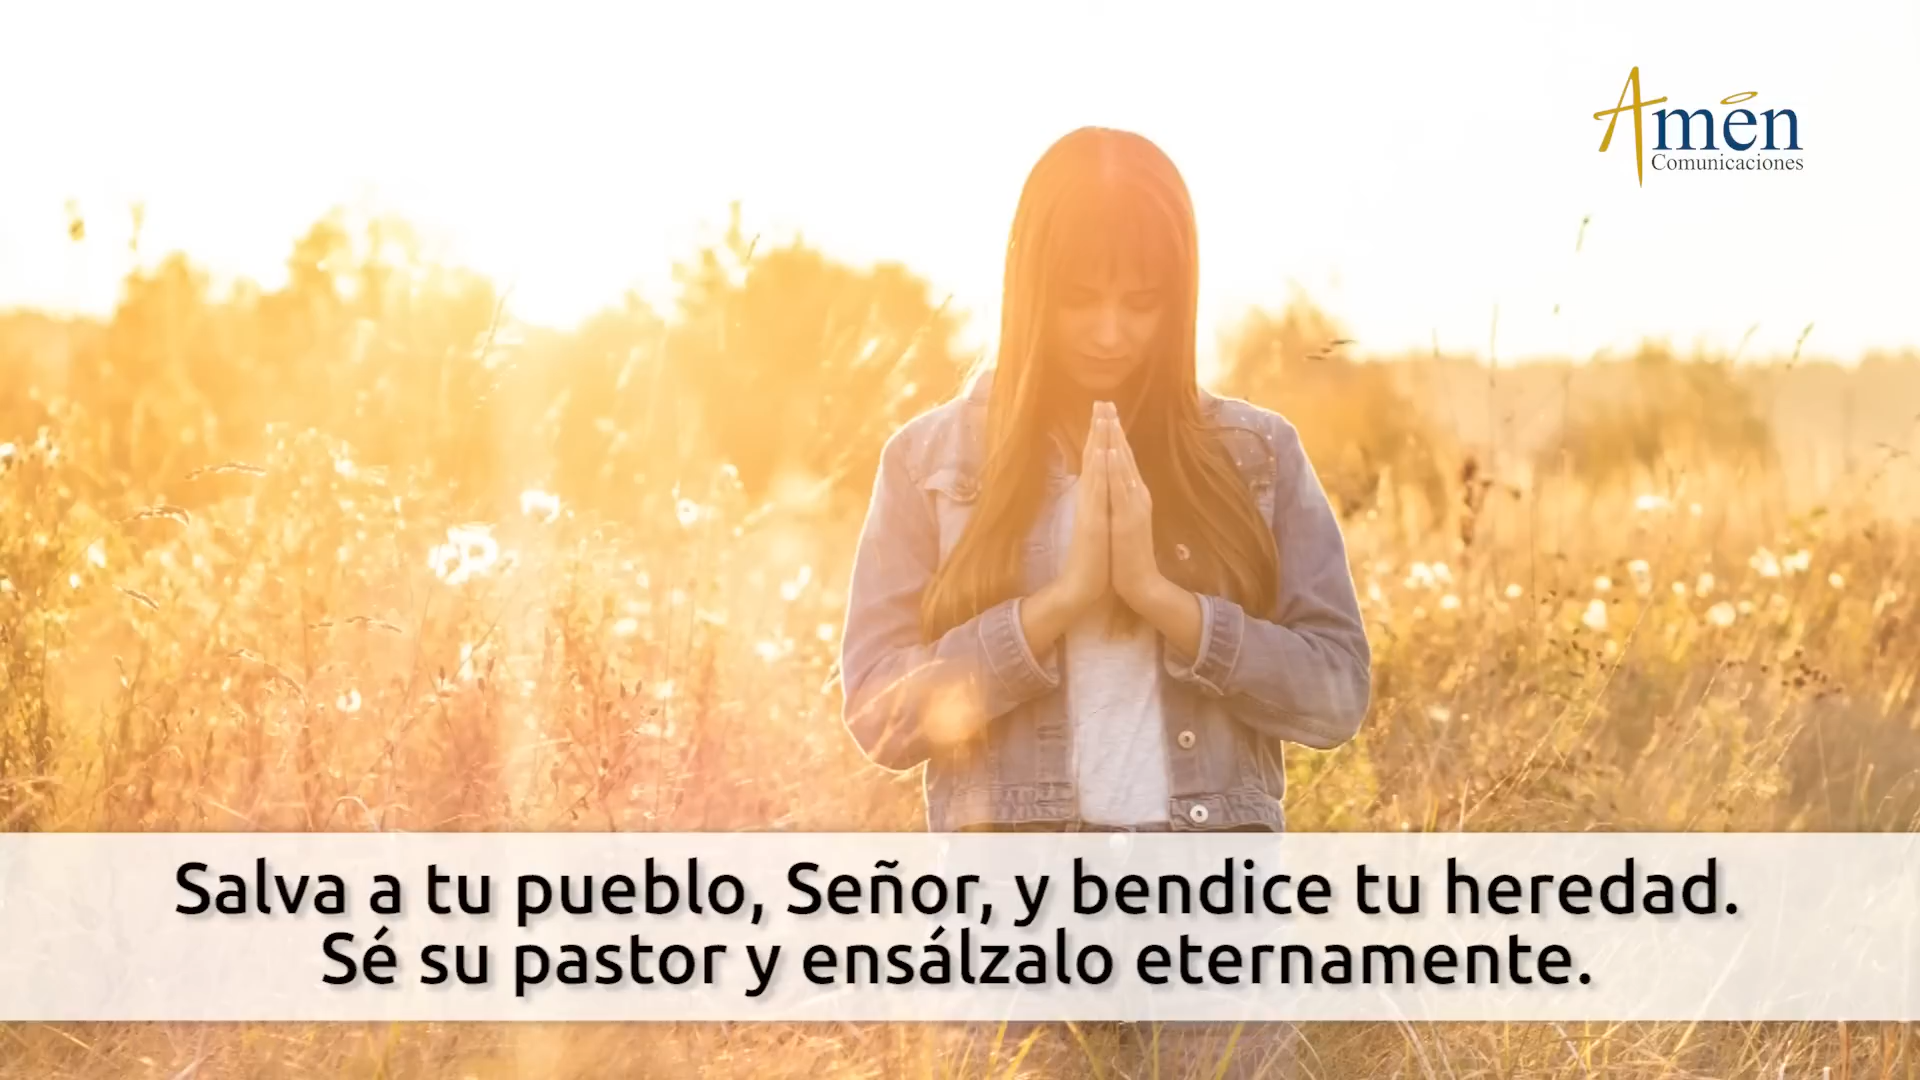 Amén
Comunicaciones
Salva a tu pueblo, Señor, y bendice tu heredad.
Sé su pastor y ensálzalo eternamente.